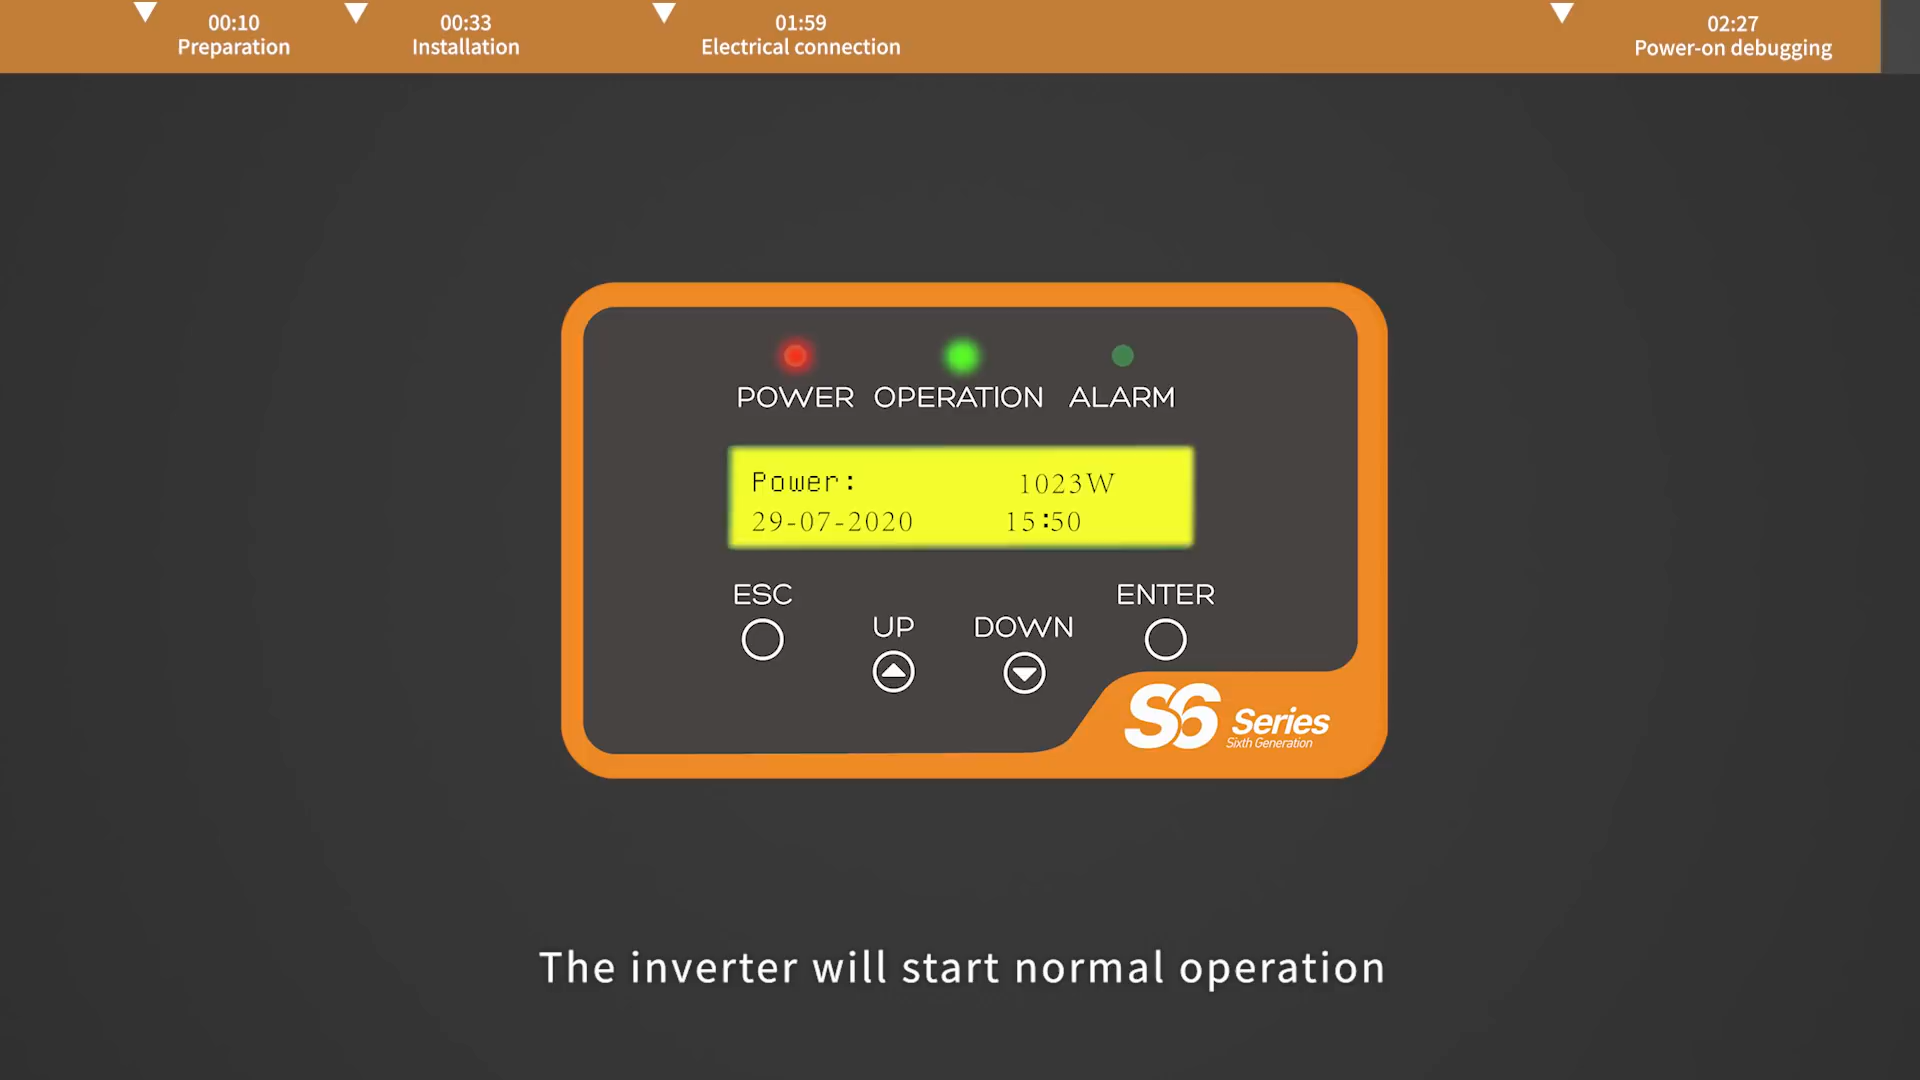 00:10
Preparation
00:33
Installation
01:59
Electrical connection
02:27
Power-on debugging
POWER OPERATION ALARM
Power: 1023W
29-07-2020 15:50
ESC
UP
DOWN
ENTER
S6 Series
Sixth Generation
The inverter will start normal operation